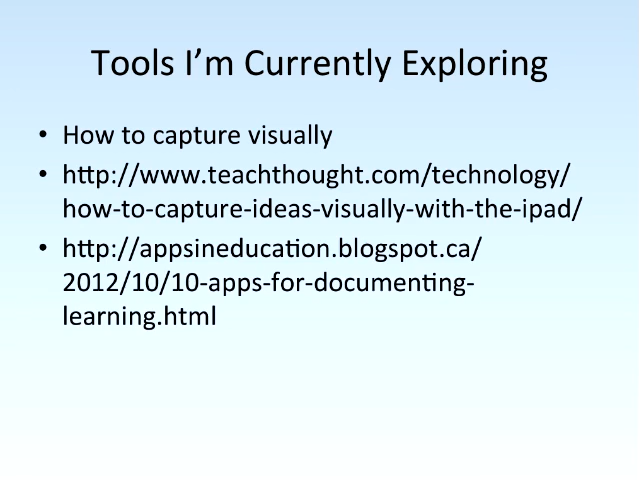 Tools I’m Currently Exploring
• How to capture visually
• http://www.teachthought.com/technology/
how-to-capture-ideas-visually-with-the-ipad/
• http://appsineducation.blogspot.ca/
2012/10/10-apps-for-documenting-
learning.html